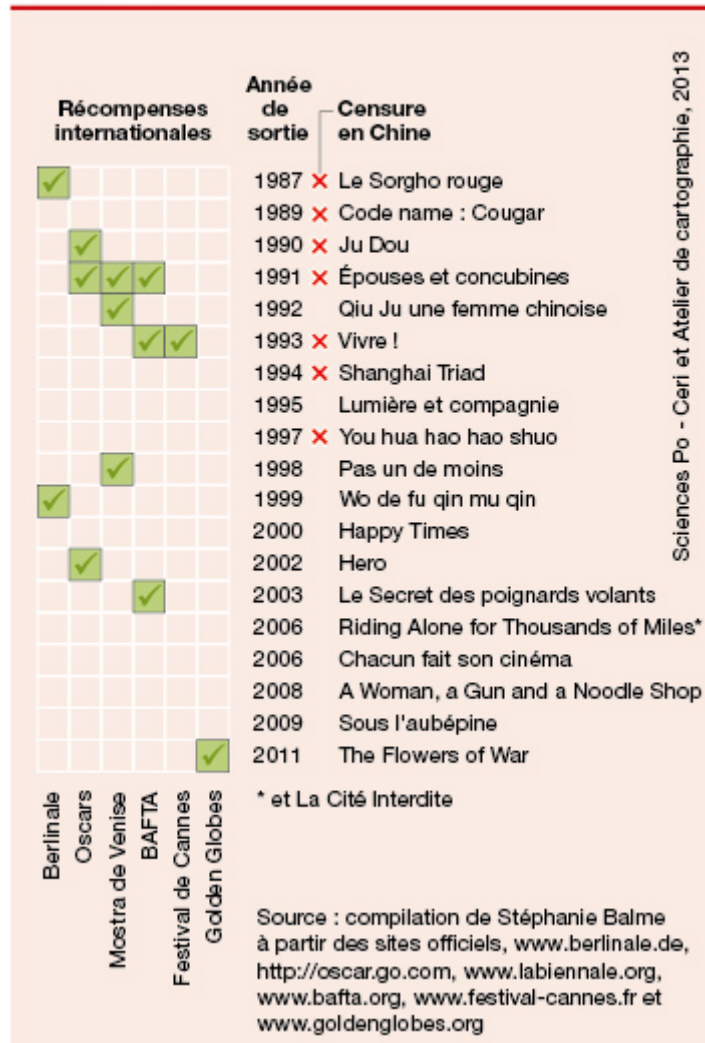 Récompenses
internationales
Année
de
sortie
Censure
en Chine
1987 × Le Sorgho rouge
1989 × Code name : Cougar
1990 × Ju Dou
1991 × Épouses et concubines
1992 Qiu Ju une femme chinoise
1993 × Vivre !
1994 × Shanghai Triad
1995 Lumière et compagnie
1997 × You hua hao hao shuo
1998 Pas un de moins
1999 Wo de fu qin mu qin
2000 Happy Times
2002 Hero
2003 Le Secret des poignards volants
2006 Riding Alone for Thousands of Miles*
2006 Chacun fait son cinéma
2008 A Woman, a Gun and a Noodle Shop
2009 Sous l'aubépine
2011 The Flowers of War
Berlinale
Oscars
Mostra de Venise
BAFTA
Festival de Cannes
Golden Globes
* et La Cité Interdite
Source : compilation de Stéphanie Balme
à partir des sites officiels, www.berlinale.de,
http://oscar.go.com, www.labiennale.org,
www.bafta.org, www.festival-cannes.fr et
www.goldenglobes.org
Sciences Po - Ceri et Atelier de cartographie, 2013